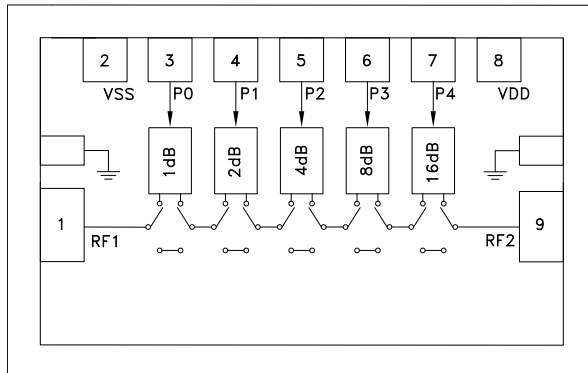 2 3 4 5 6 7 8
VSS P0 P1 P2 P3 P4 VDD
1dB 2dB 4dB 8dB 16dB
1 9
RF1 RF2